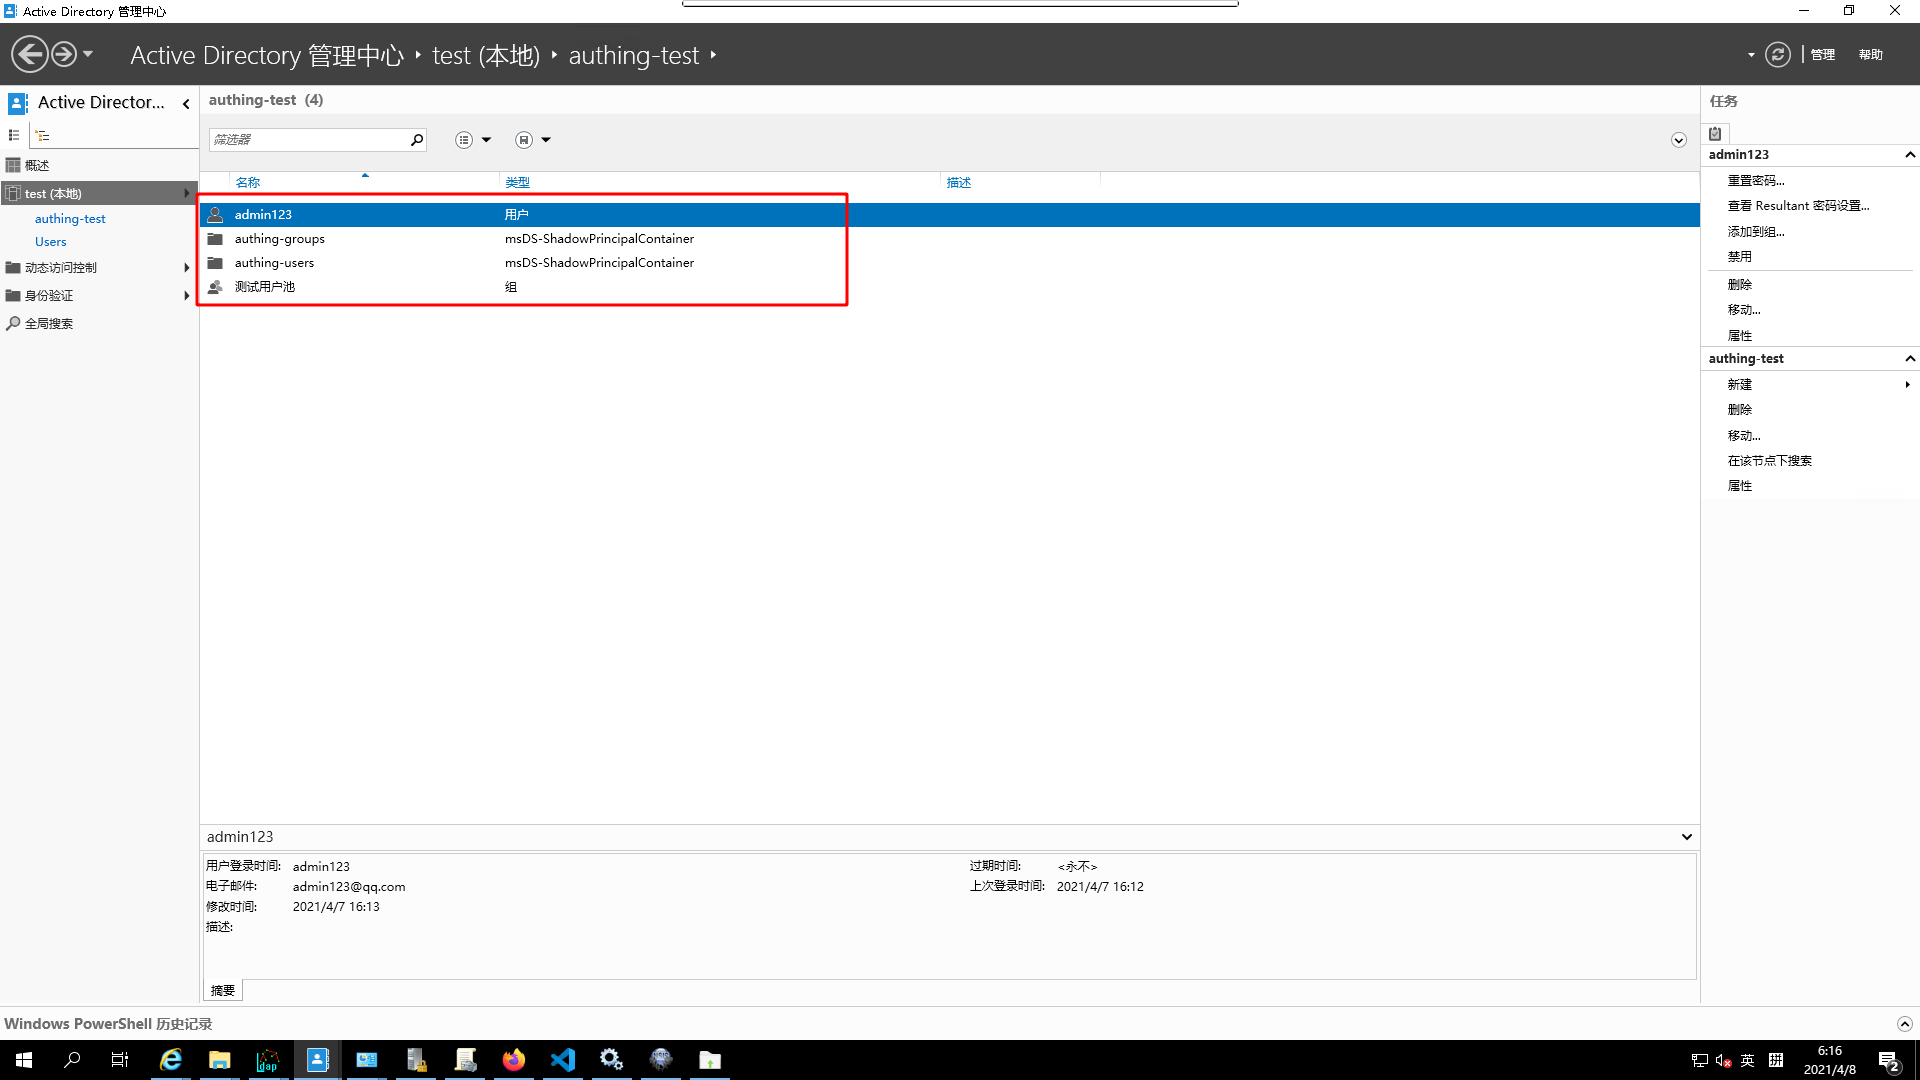 Active Directory 管理中心
Active Directory 管理中心 test (本地) authing-test
管理 帮助
Active Director...
概述
test (本地)
authing-test
Users
动态访问控制
身份验证
全局搜索
authing-test (4)
筛选器
名称 类型 描述
admin123 用户
authing-groups msDS-ShadowPrincipalContainer
authing-users msDS-ShadowPrincipalContainer
测试用户池 组
admin123
用户登录时间: admin123 过期时间: <永不>
电子邮件: admin123@qq.com 上次登录时间: 2021/4/7 16:12
修改时间: 2021/4/7 16:13
描述:
摘要
任务
admin123
重置密码...
查看 Resultant 密码设置...
添加到组...
禁用
删除
移动...
属性
authing-test
新建
删除
移动...
在该节点下搜索
属性
Windows PowerShell 历史记录
ldap
NSIS
英
拼
6:16
2021/4/8
2